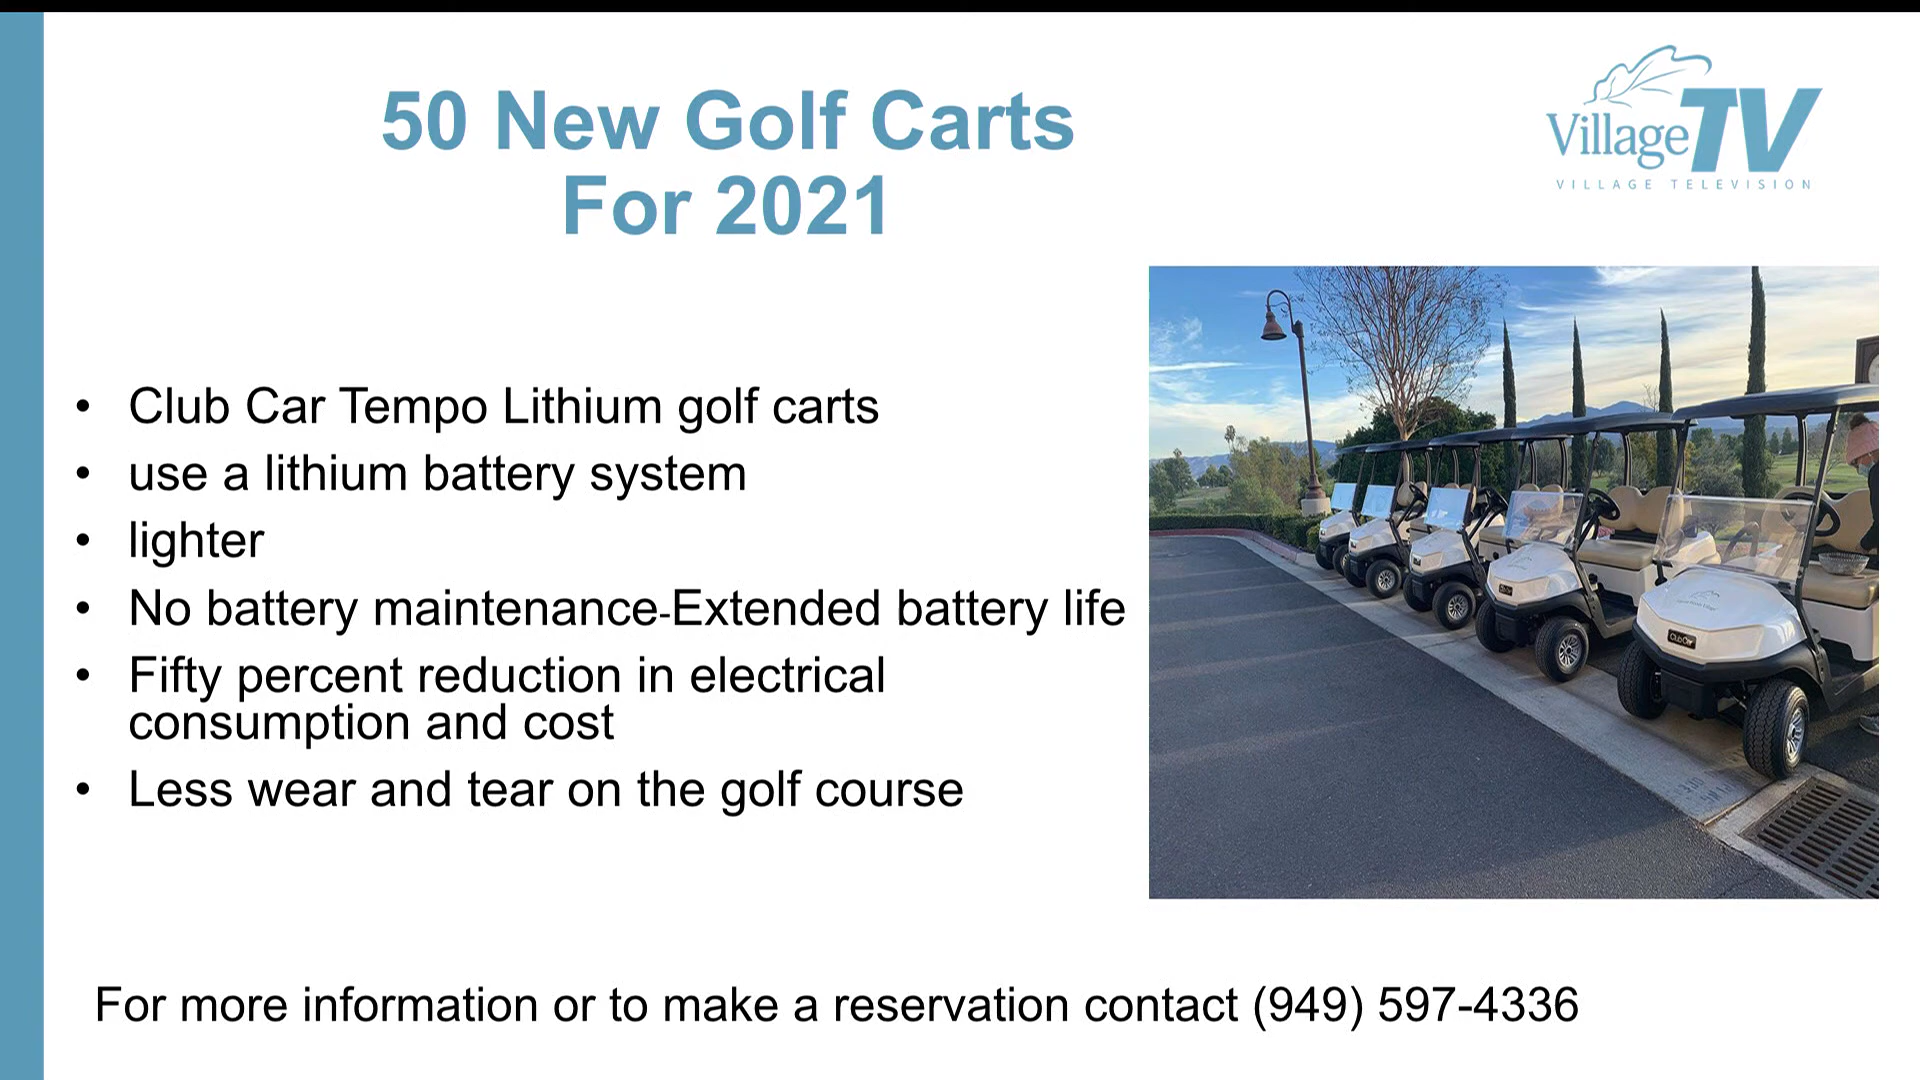 50 New Golf Carts
For 2021
Village TV
VILLAGE TELEVISION
• Club Car Tempo Lithium golf carts
• use a lithium battery system
• lighter
• No battery maintenance-Extended battery life
• Fifty percent reduction in electrical
consumption and cost
• Less wear and tear on the golf course
Club Car
For more information or to make a reservation contact (949) 597-4336